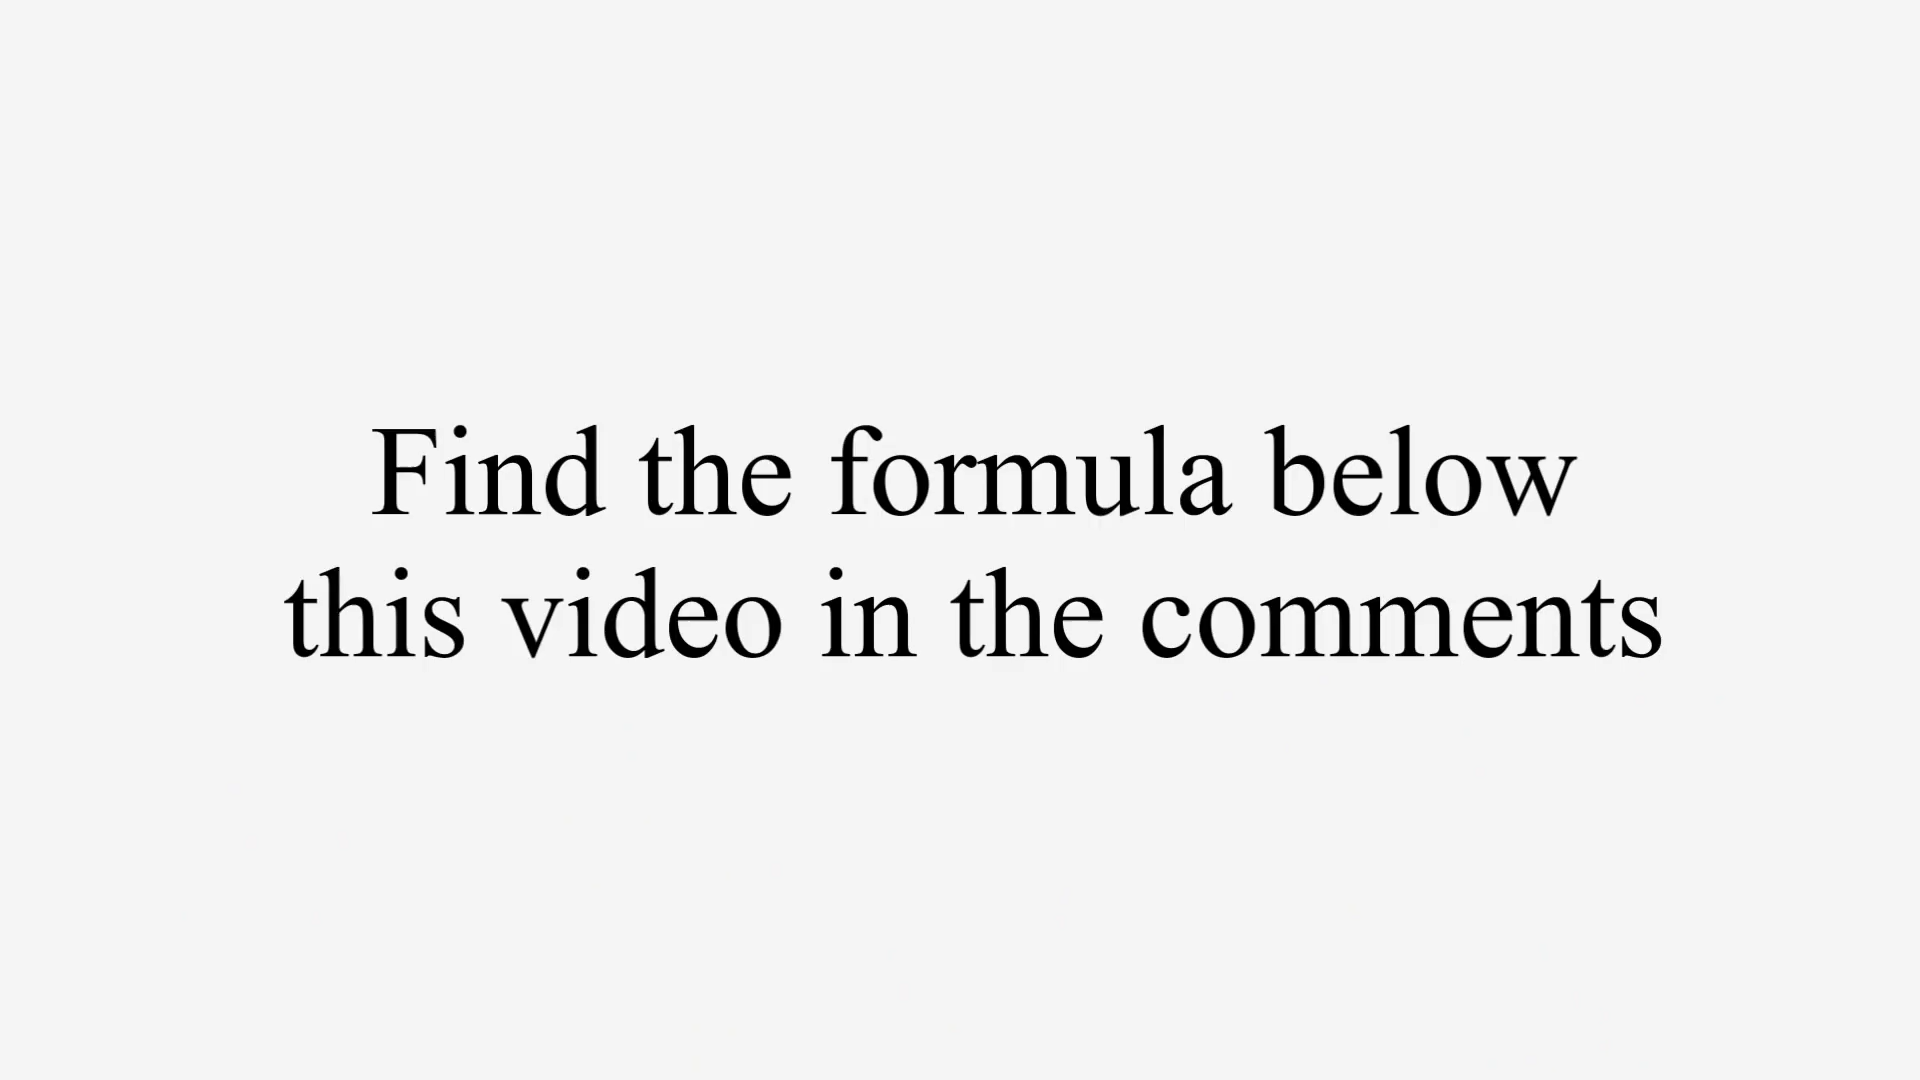 Find the formula below
this video in the comments